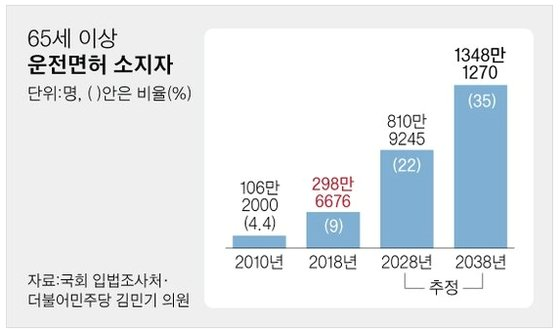 65세 이상
운전면허 소지자
단위:명, ( )안은 비율(%)
106만
2000
(4.4)
298만
6676
(9)
810만
9245
(22)
1348만
1270
(35)
2010년 2018년 2028년 2038년
추정
자료:국회 입법조사처·
더불어민주당 김민기 의원